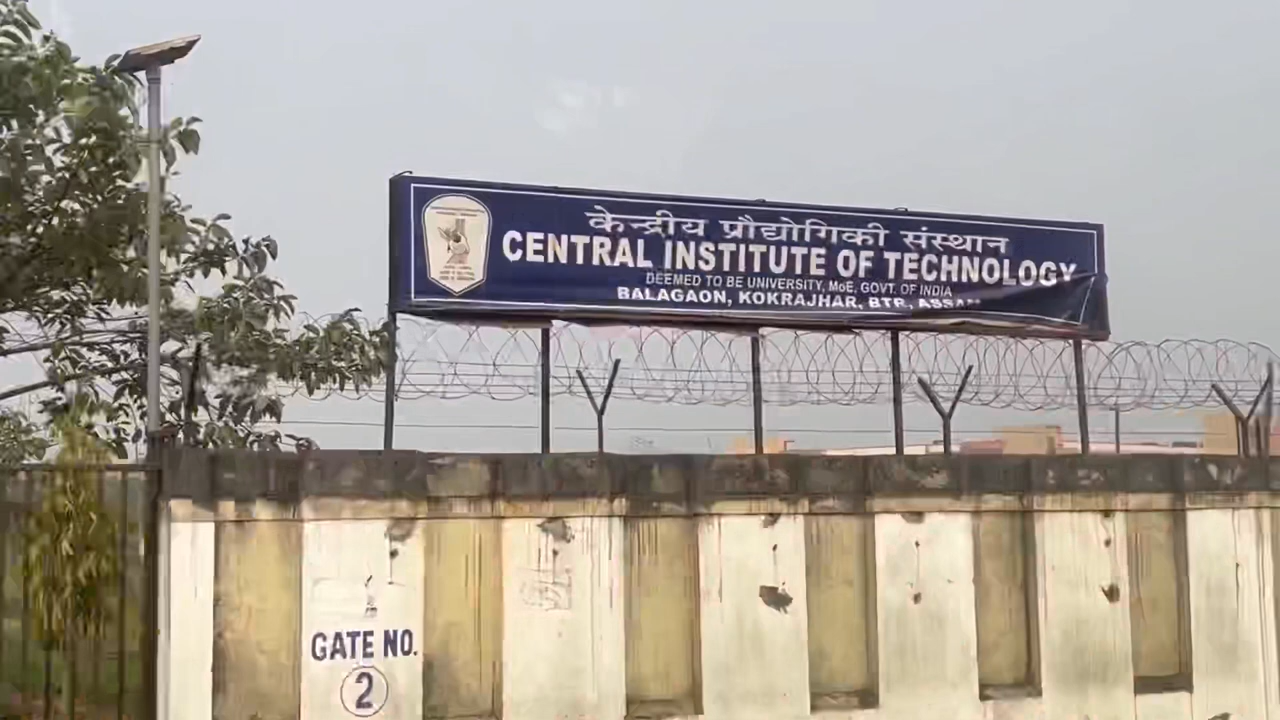 केन्द्रीय प्रौद्योगिकी संस्थान
CENTRAL INSTITUTE OF TECHNOLOGY
DEEMED TO BE UNIVERSITY, MoE, GOVT. OF INDIA
BALAGAON, KOKRAJHAR, BTR, ASSAM
GATE NO.
2